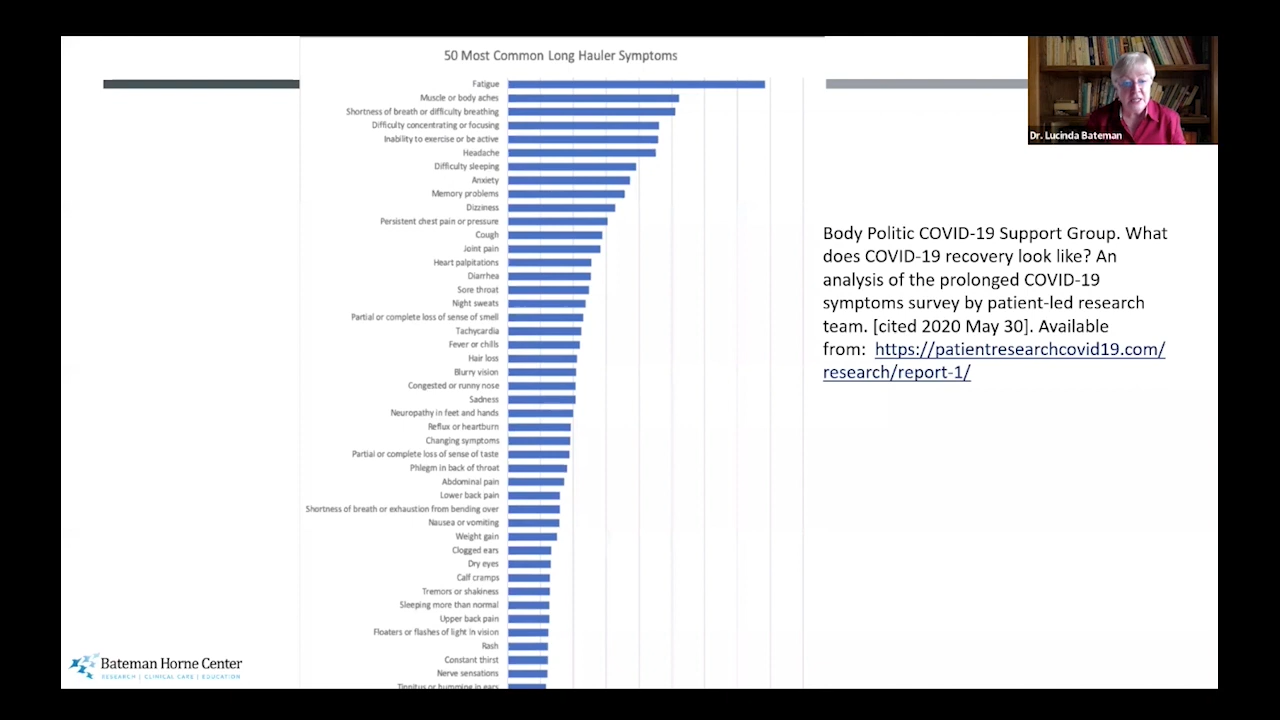 50 Most Common Long Hauler Symptoms
Fatigue
Muscle or body aches
Shortness of breath or difficulty breathing
Difficulty concentrating or focusing
Inability to exercise or be active
Headache
Difficulty sleeping
Anxiety
Memory problems
Dizziness
Persistent chest pain or pressure
Cough
Joint pain
Heart palpitations
Diarrhea
Sore throat
Night sweats
Partial or complete loss of sense of smell
Tachycardia
Fever or chills
Hair loss
Blurry vision
Congested or runny nose
Sadness
Neuropathy in feet and hands
Reflux or heartburn
Changing symptoms
Partial or complete loss of sense of taste
Phlegm in back of throat
Abdominal pain
Lower back pain
Shortness of breath or exhaustion from bending over
Nausea or vomiting
Weight gain
Clogged ears
Dry eyes
Calf cramps
Tremors or shakiness
Sleeping more than normal
Upper back pain
Floaters or flashes of light in vision
Rash
Constant thirst
Nerve sensations
Tinnitus or humming in ears
Dr. Lucinda Bateman
Body Politic COVID-19 Support Group. What
does COVID-19 recovery look like? An
analysis of the prolonged COVID-19
symptoms survey by patient-led research
team. [cited 2020 May 30]. Available
from: https://patientresearchcovid19.com/
research/report-1/
Bateman Horne Center
RESEARCH | CLINICAL CARE | EDUCATION